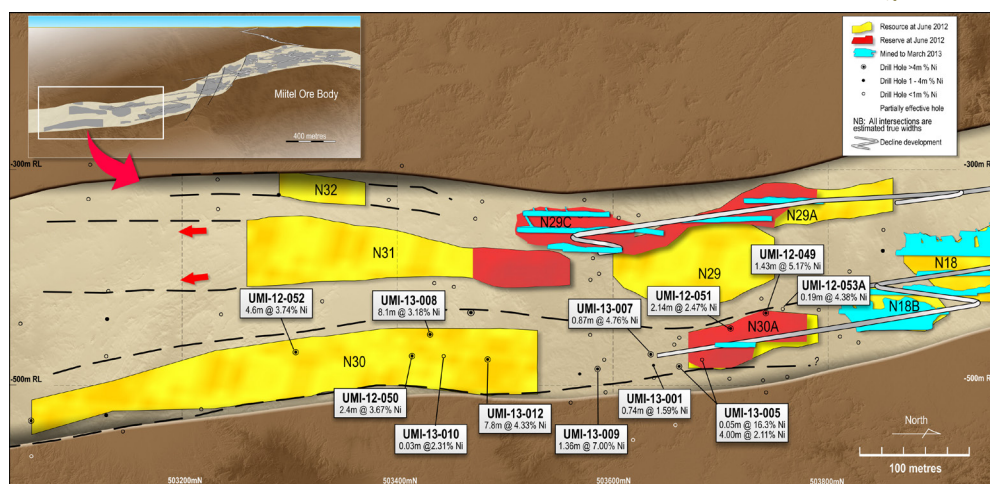 Miitel Ore Body
400 metres
Resource at June 2012
Reserve at June 2012
Mined to March 2013
Drill Hole >4m % Ni
Drill Hole 1 - 4m % Ni
Drill Hole <1m % Ni
Partially effective hole
NB: All intersections are
estimated true widths
Decline development
-300m RL
-300m RL
N32
N29C
N29A
N31
N29
N18
UMI-12-049
1.43m @ 5.17% Ni
UMI-12-053A
0.19m @ 4.38% Ni
UMI-12-052
4.6m @ 3.74% Ni
UMI-13-008
8.1m @ 3.18% Ni
UMI-13-007
0.87m @ 4.76% Ni
UMI-12-051
2.14m @ 2.47% Ni
N18B
N30A
N30
?
-500m RL
-500m RL
UMI-12-050
2.4m @ 3.67% Ni
UMI-13-001
0.74m @ 1.59% Ni
UMI-13-012
7.8m @ 4.33% Ni
UMI-13-005
0.05m @ 16.3% Ni
4.00m @ 2.11% Ni
UMI-13-010
0.03m @2.31% Ni
UMI-13-009
1.36m @ 7.00% Ni
North
100 metres
503200mN
503400mN
503600mN
503800mN